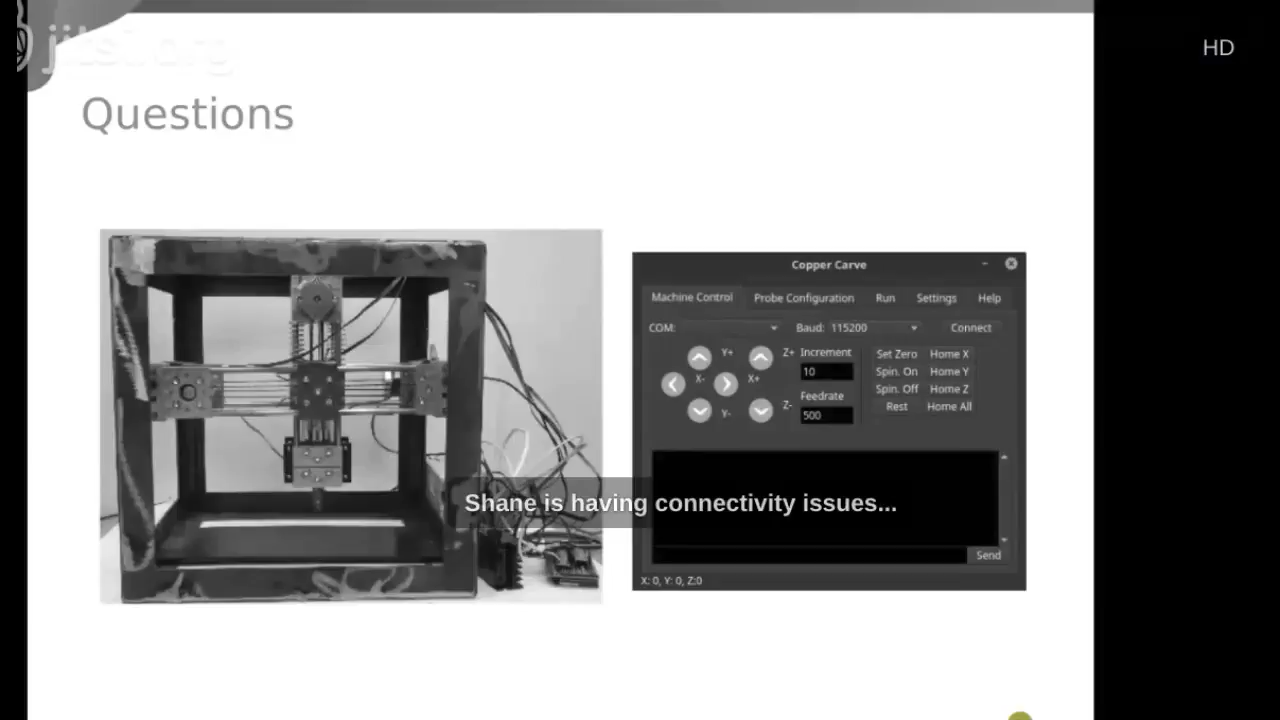 jitsi.org
HD
Questions
Copper Carve
Machine Control Probe Configuration Run Settings Help
COM: Baud: 115200 Connect
Y+ Z+ Increment Set Zero Home X
10 Spin. On Home Y
X- X+
Feedrate Spin. Off Home Z
Y- Z- 500 Rest Home All
Shane is having connectivity issues...
Send
X: 0, Y: 0, Z:0